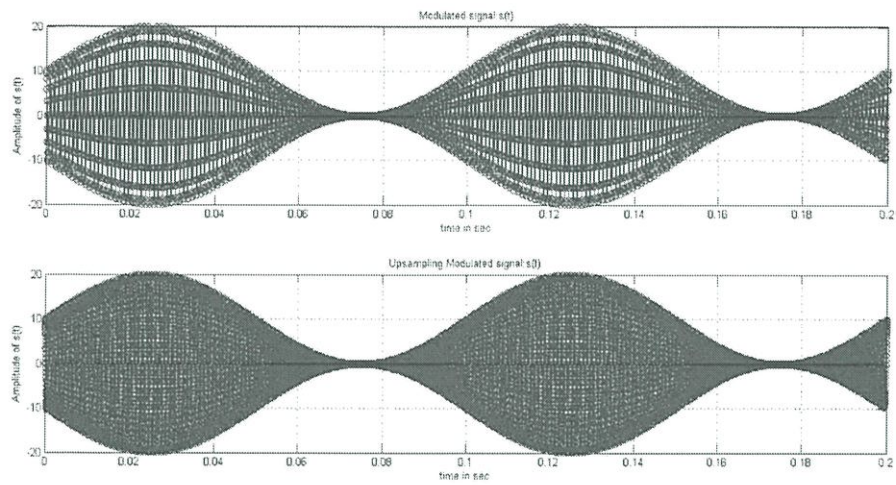 Modulated signal s(t)
20
10
0
-10
-20
Amplitude of s(t)
0 0.02 0.04 0.06 0.08 0.1 0.12 0.14 0.16 0.18 0.2
time in sec
Upsampling Modulated signal s(t)
20
10
0
-10
-20
Amplitude of s(t)
0 0.02 0.04 0.06 0.08 0.1 0.12 0.14 0.16 0.18 0.2
time in sec